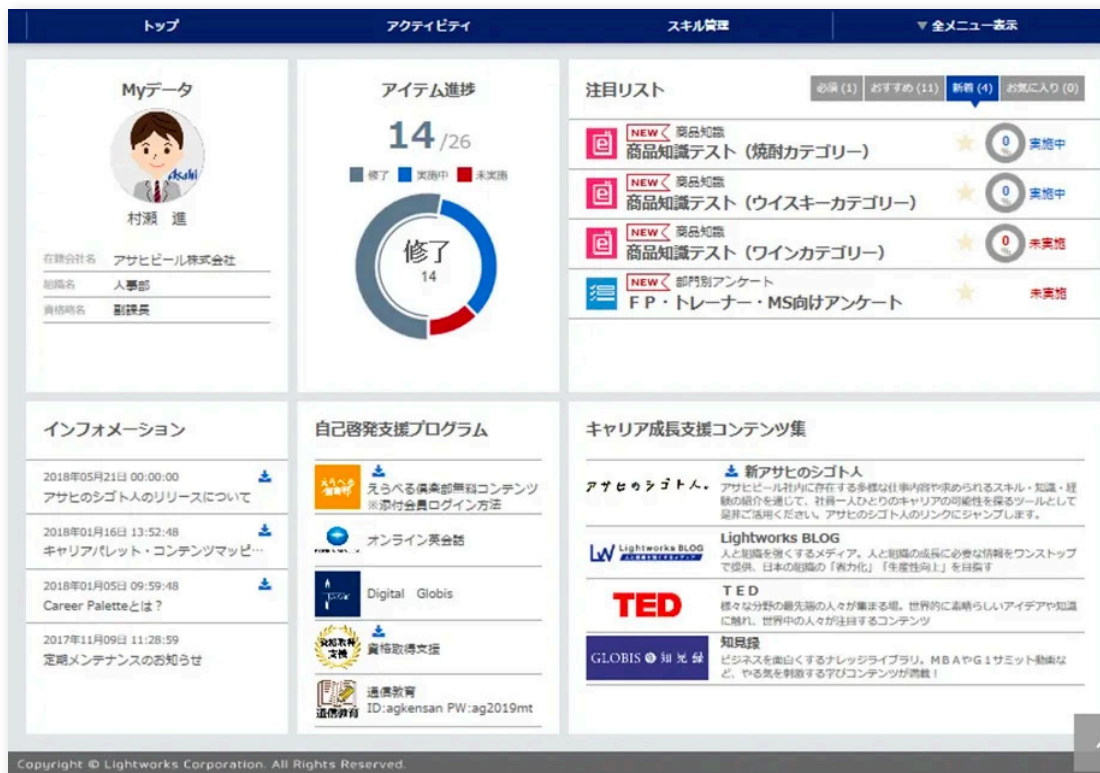 トップ
アクティビティ
スキル管理
▼全メニュー表示
Myデータ
Asahi
村瀬 進
在籍会社名 アサヒビール株式会社
組織名 人事部
資格略名 副課長
アイテム進捗
14 /26
修了 実施中 未実施
修了
14
注目リスト
必須 (1) おすすめ (11) 新着 (4) お気に入り (0)
NEW 商品知識
商品知識テスト(焼酎カテゴリー)
0 % 実施中
NEW 商品知識
商品知識テスト(ウイスキーカテゴリー)
0 % 実施中
NEW 商品知識
商品知識テスト(ワインカテゴリー)
0 % 未実施
NEW 部門別アンケート
FP・トレーナー・MS向けアンケート
未実施
インフォメーション
2018年05月21日 00:00:00
アサヒのシゴト人のリリースについて
2018年01月16日 13:52:48
キャリアパレット・コンテンツマッピ…
2018年01月05日 09:59:48
Career Paletteとは?
2017年11月09日 11:28:59
定期メンテナンスのお知らせ
自己啓発支援プログラム
えらべる倶楽部
えらべる倶楽部無料コンテンツ
※添付会員ログイン方法
オンライン英会話
Digital Globis
資格取得支援
資格取得支援
通信教育
通信教育
ID:agkensan PW:ag2019mt
キャリア成長支援コンテンツ集
アサヒのシゴト人。
新アサヒのシゴト人
アサヒビール社内に存在する多様な仕事内容や求められるスキル・知識・経
験の紹介を通じて、社員一人ひとりのキャリアの可能性を探るツールとして
是非ご活用ください。アサヒのシゴト人のリンクにジャンプします。
LW Lightworks BLOG
Lightworks BLOG
人と組織を強くするメディア。人と組織の成長に必要な情報をワンストップ
で提供、日本の組織の「省力化」「生産性向上」を目指す
TED
TED
様々な分野の最先端の人々が集まる場。世界的に素晴らしいアイデアや知識
に触れ、世界中の人々が注目するコンテンツ
GLOBIS 知見録
知見録
ビジネスを面白くするナレッジライブラリ。MBAやG1サミット動画な
ど、やる気を刺激する学びコンテンツが満載!
Copyright © Lightworks Corporation. All Rights Reserved.